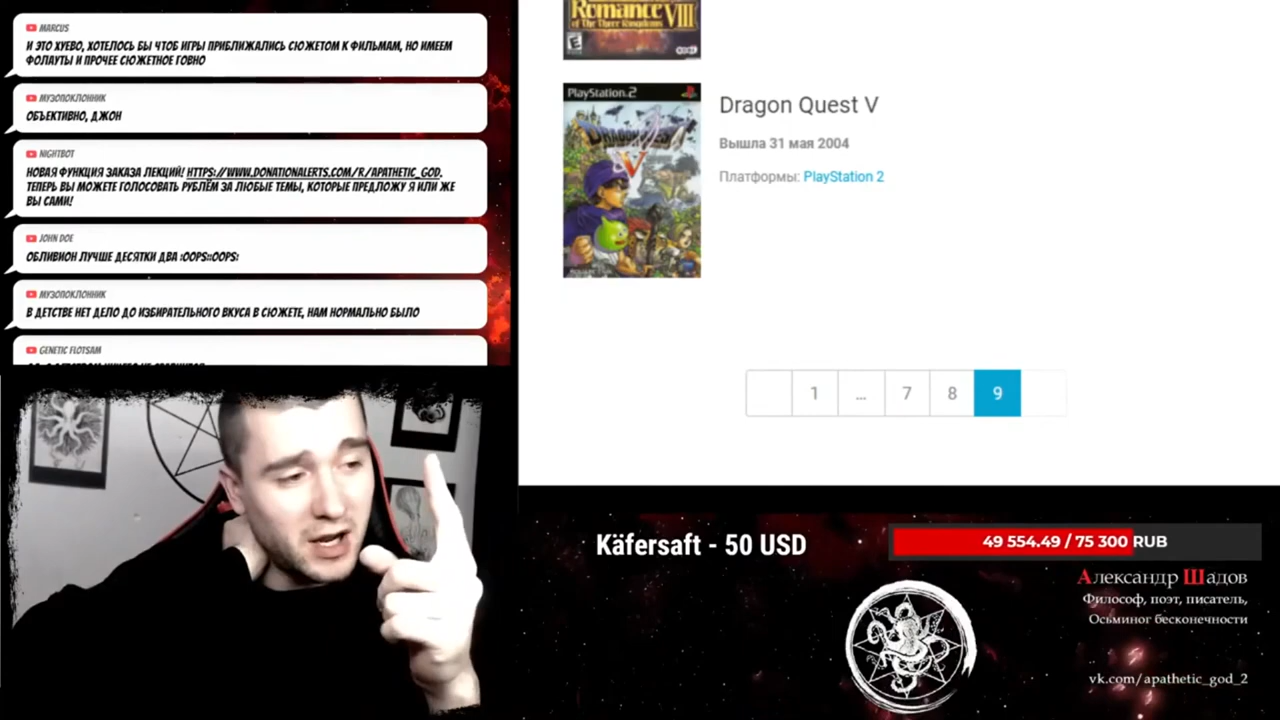 MARCUS
И ЭТО ХУЕВО, ХОТЕЛОСЬ БЫ ЧТОБ ИГРЫ ПРИБЛИЖАЛИСЬ СЮЖЕТОМ К ФИЛЬМАМ, НО ИМЕЕМ
ФОЛАУТЫ И ПРОЧЕЕ СЮЖЕТНОЕ ГОВНО
МУЗОПОКЛОННИК
ОБЪЕКТИВНО, ДЖОН
NIGHTBOT
НОВАЯ ФУНКЦИЯ ЗАКАЗА ЛЕКЦИЙ! HTTPS://WWW.DONATIONALERTS.COM/R/APATHETIC_GOD.
ТЕПЕРЬ ВЫ МОЖЕТЕ ГОЛОСОВАТЬ РУБЛЁМ ЗА ЛЮБЫЕ ТЕМЫ, КОТОРЫЕ ПРЕДЛОЖУ Я ИЛИ ЖЕ
ВЫ САМИ!
JOHN DOE
ОБЛИВИОН ЛУЧШЕ ДЕСЯТКИ ДВА :OOPS::OOPS:
МУЗОПОКЛОННИК
В ДЕТСТВЕ НЕТ ДЕЛО ДО ИЗБИРАТЕЛЬНОГО ВКУСА В СЮЖЕТЕ, НАМ НОРМАЛЬНО БЫЛО
GENETIC FLOTSAM
Romance VIII
of The Three Kingdoms
E
PlayStation.2
DRAGON QUEST
V
Dragon Quest V
Вышла 31 мая 2004
Платформы: PlayStation 2
1 ... 7 8 9
Käfersaft - 50 USD
49 554.49 / 75 300 RUB
Александр Шадов
Философ, поэт, писатель,
Осьминог бесконечности
vk.com/apathetic_god_2